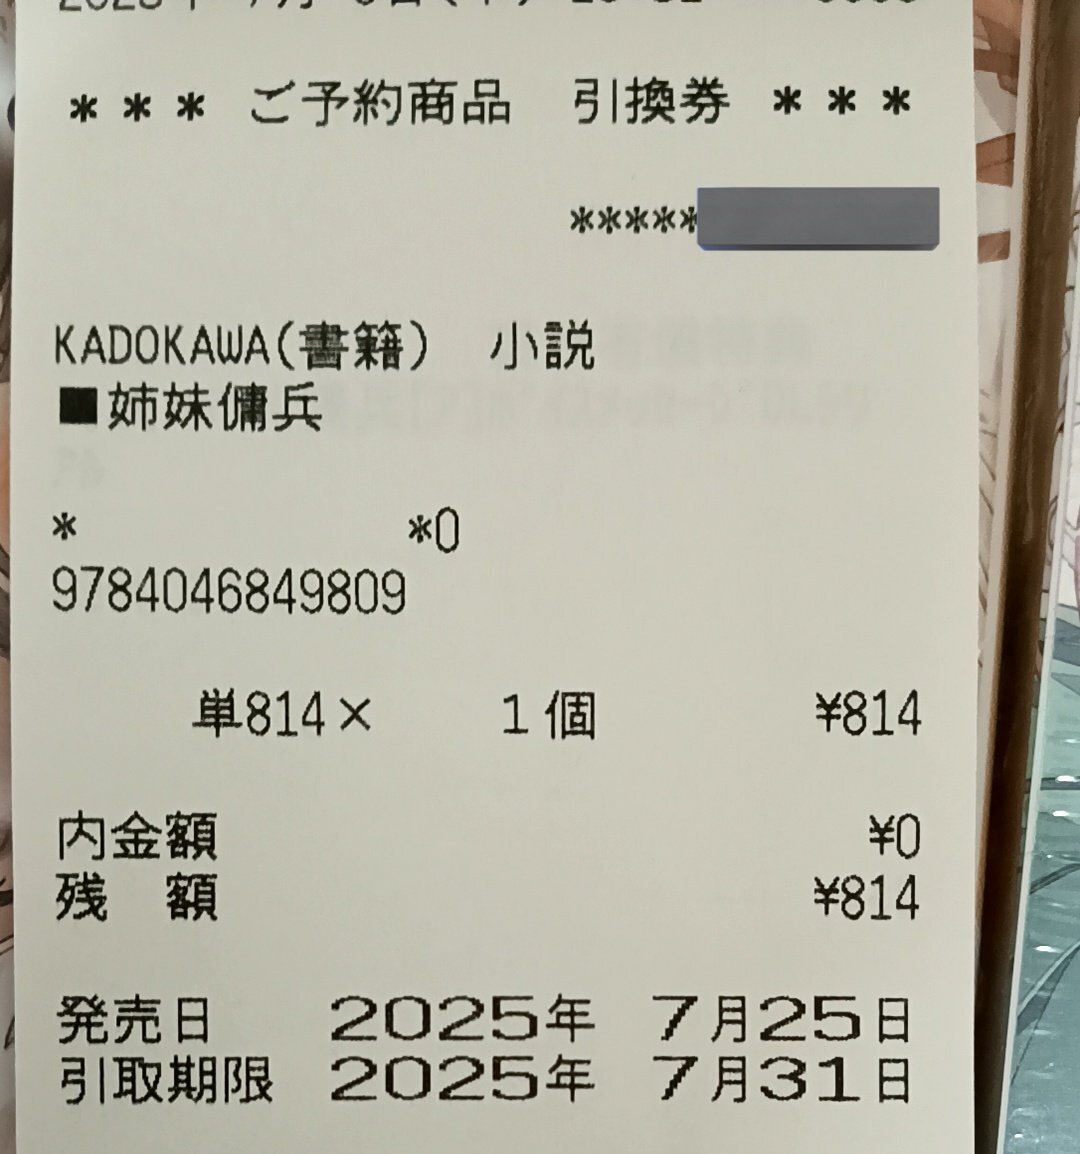 *** ご予約商品 引換券 ***
*****
KADOKAWA(書籍) 小説
■姉妹傭兵
* *0
9784046849809
単814× 1個 ¥814
内金額 ¥0
残 額 ¥814
発売日 2025年 7月25日
引取期限 2025年 7月31日